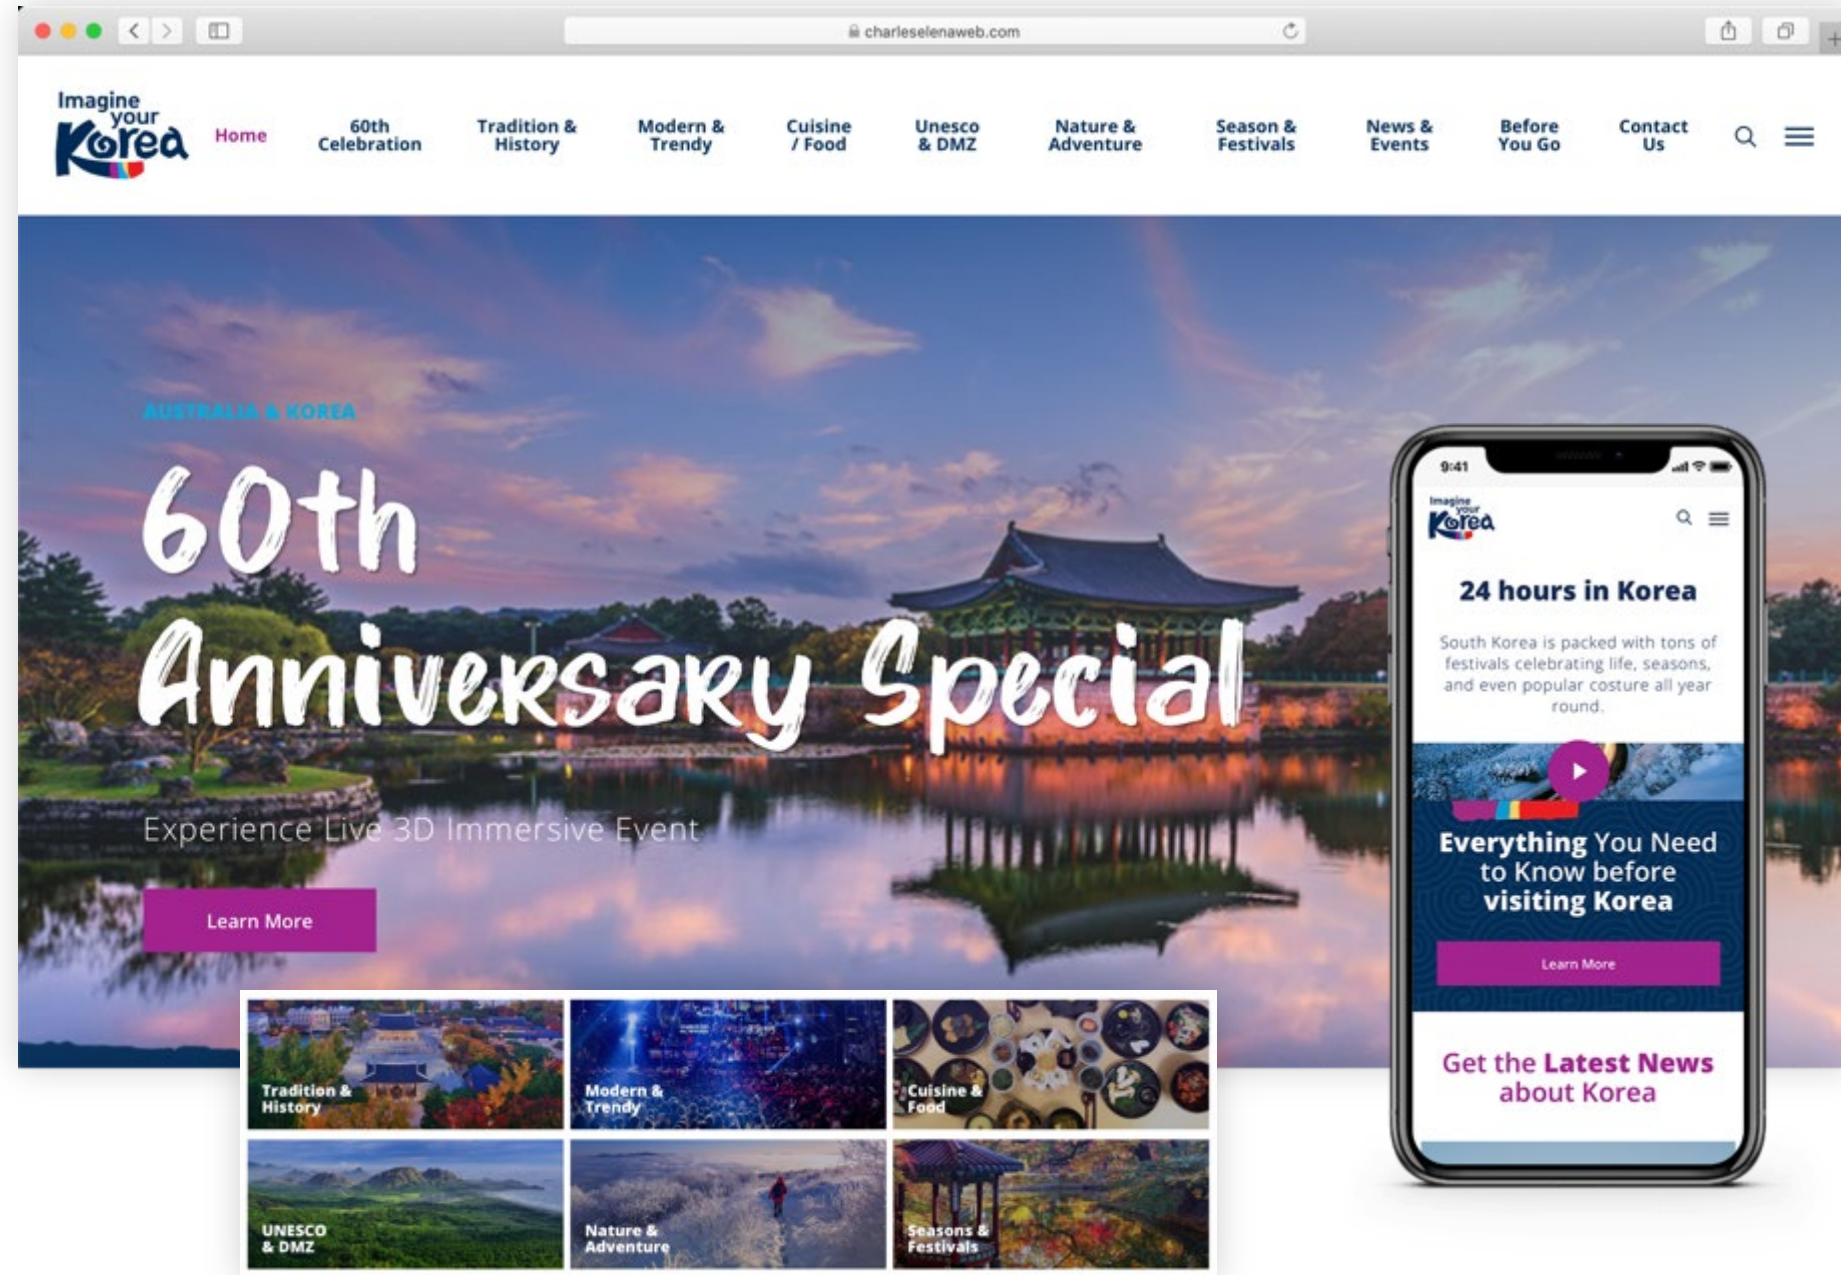 charleselenaweb.com
Imagine
your
Korea
Home
60th
Celebration
Tradition &
History
Modern &
Trendy
Cuisine
/ Food
Unesco
& DMZ
Nature &
Adventure
Season &
Festivals
News &
Events
Before
You Go
Contact
Us
AUSTRALIA & KOREA
60th
Anniversary Special
Experience Live 3D Immersive Event
Learn More
Tradition &
History
Modern &
Trendy
Cuisine &
Food
UNESCO
& DMZ
Nature &
Adventure
Seasons &
Festivals
9:41
Imagine
your
Korea
24 hours in Korea
South Korea is packed with tons of
festivals celebrating life, seasons,
and even popular costure all year
round.
Everything You Need
to Know before
visiting Korea
Learn More
Get the Latest News
about Korea